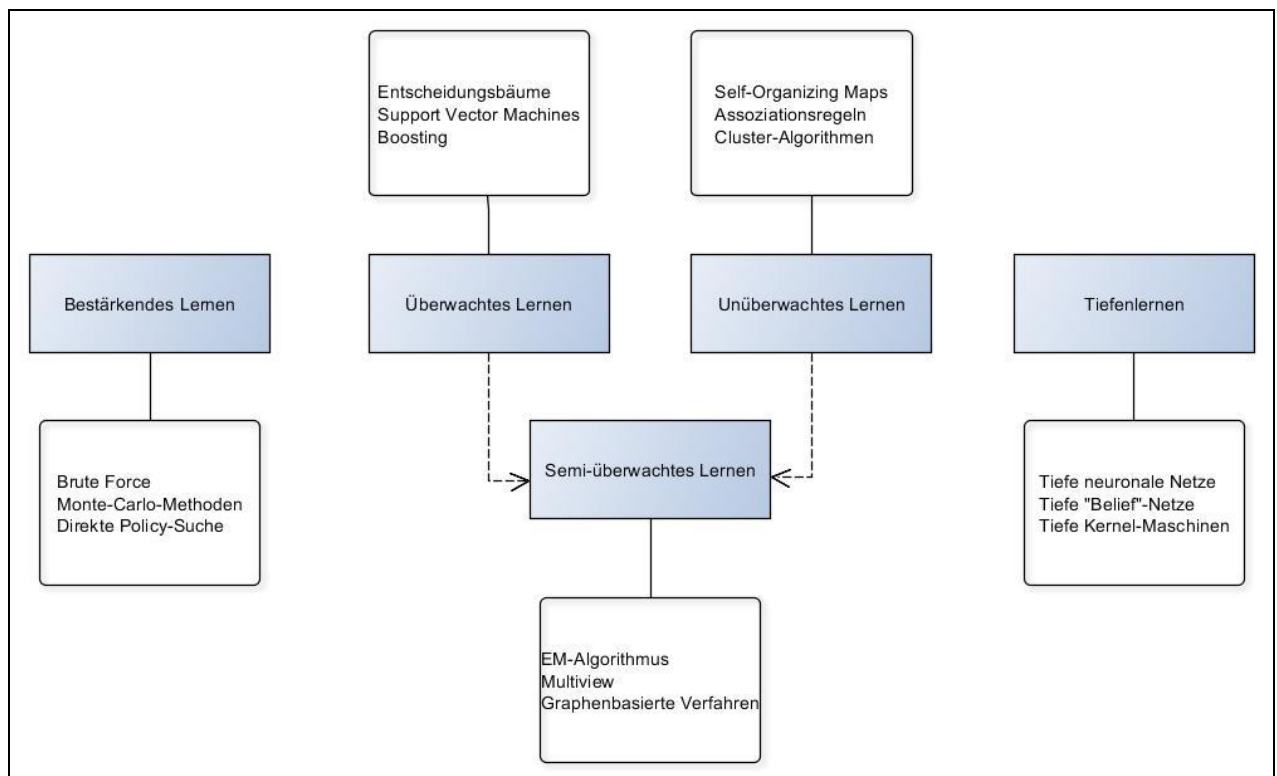 Entscheidungsbäume
Support Vector Machines
Boosting
Self-Organizing Maps
Assoziationsregeln
Cluster-Algorithmen
Bestärkendes Lernen
Überwachtes Lernen
Unüberwachtes Lernen
Tiefenlernen
Brute Force
Monte-Carlo-Methoden
Direkte Policy-Suche
Semi-überwachtes Lernen
Tiefe neuronale Netze
Tiefe "Belief"-Netze
Tiefe Kernel-Maschinen
EM-Algorithmus
Multiview
Graphenbasierte Verfahren